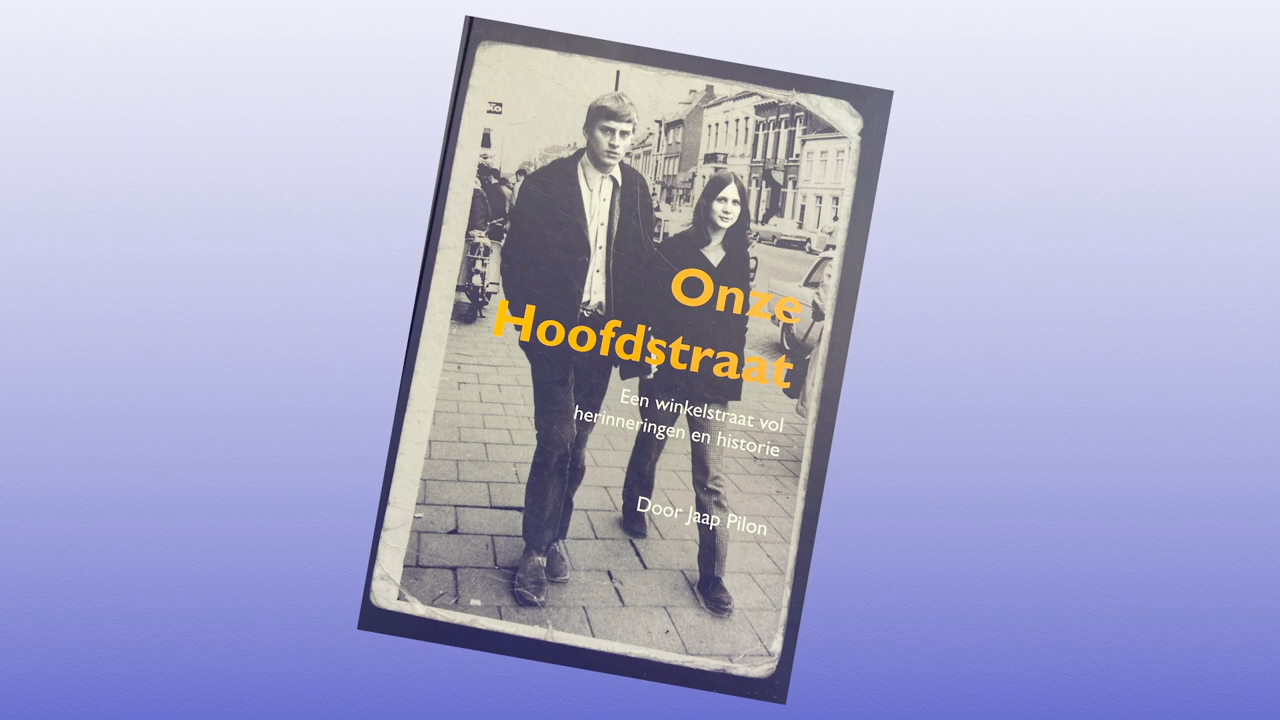 Onze
Hoofdstraat
Een winkelstraat vol
herinneringen en historie
Door Jaap Pilon